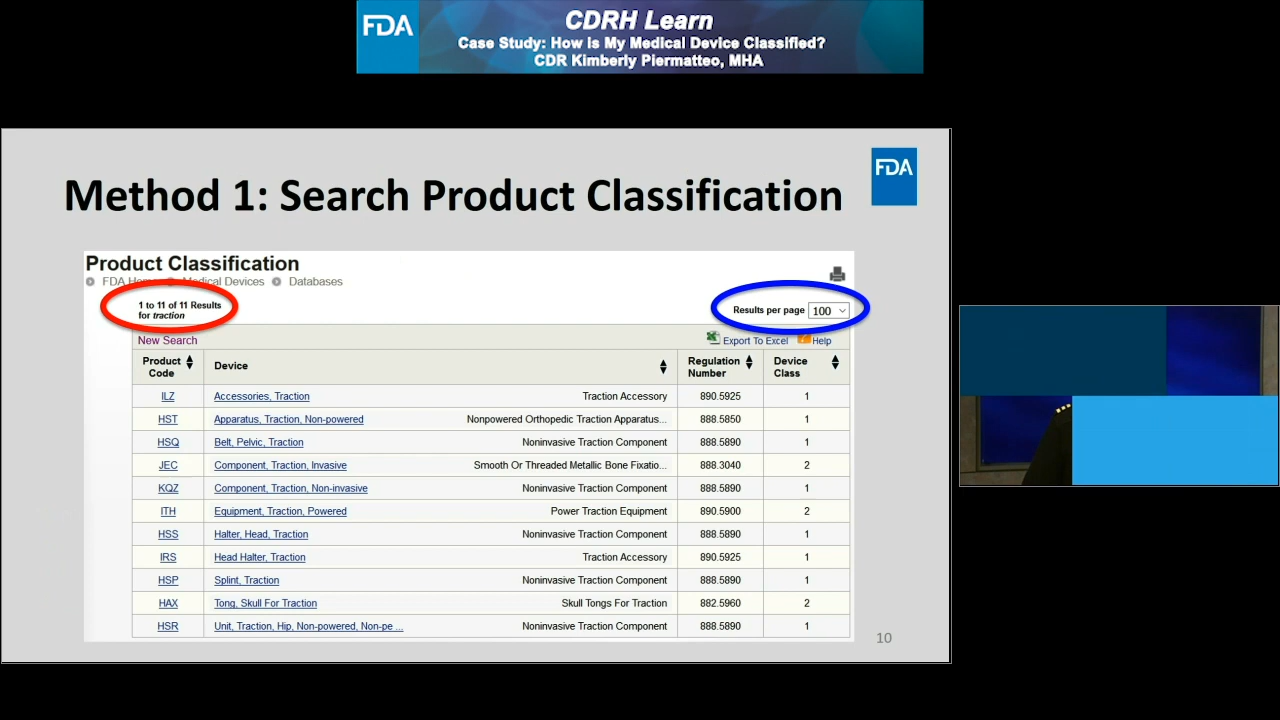 FDA
CDRH Learn
Case Study: How is My Medical Device Classified?
CDR Kimberly Piermatteo, MHA
Method 1: Search Product Classification
FDA
Product Classification
FDA Home Medical Devices Databases
1 to 11 of 11 Results
for traction
Results per page 100
New Search Export To Excel Help
Product Code Device Regulation Number Device Class
ILZ Accessories, Traction Traction Accessory 890.5925 1
HST Apparatus, Traction, Non-powered Nonpowered Orthopedic Traction Apparatus... 888.5850 1
HSQ Belt, Pelvic, Traction Noninvasive Traction Component 888.5890 1
JEC Component, Traction, Invasive Smooth Or Threaded Metallic Bone Fixatio... 888.3040 2
KQZ Component, Traction, Non-invasive Noninvasive Traction Component 888.5890 1
ITH Equipment, Traction, Powered Power Traction Equipment 890.5900 2
HSS Halter, Head, Traction Noninvasive Traction Component 888.5890 1
IRS Head Halter, Traction Traction Accessory 890.5925 1
HSP Splint, Traction Noninvasive Traction Component 888.5890 1
HAX Tong, Skull For Traction Skull Tongs For Traction 882.5960 2
HSR Unit, Traction, Hip, Non-powered, Non-pe ... Noninvasive Traction Component 888.5890 1
10